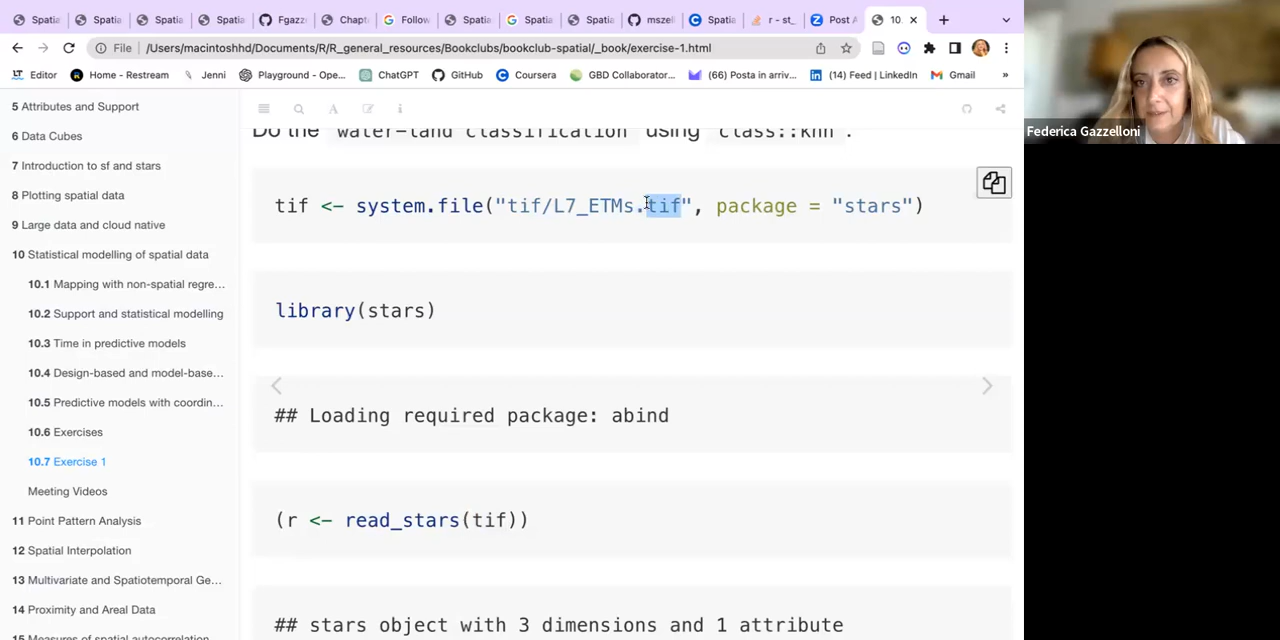 Spatia
Spatia
Spatia
Spatia
Fgazz
Chapt
Follow
Spatia
Spatia
Spatia
mszel
Spatia
r - st_
Post A
10.
File
/Users/macintoshhd/Documents/R/R_general_resources/Bookclubs/bookclub-spatial/_book/exercise-1.html
Editor
Home - Restream
Jenni
Playground - Ope...
ChatGPT
GitHub
Coursera
GBD Collaborator...
(66) Posta in arriv...
(14) Feed | LinkedIn
Gmail
»
5 Attributes and Support
6 Data Cubes
7 Introduction to sf and stars
8 Plotting spatial data
9 Large data and cloud native
10 Statistical modelling of spatial data
10.1 Mapping with non-spatial regre...
10.2 Support and statistical modelling
10.3 Time in predictive models
10.4 Design-based and model-base...
10.5 Predictive models with coordin...
10.6 Exercises
10.7 Exercise 1
Meeting Videos
11 Point Pattern Analysis
12 Spatial Interpolation
13 Multivariate and Spatiotemporal Ge...
14 Proximity and Areal Data
15 Measures of spatial autocorrelation
Do the water-land classification using class::knn .
tif <- system.file("tif/L7_ETMs.tif", package = "stars")
library(stars)
## Loading required package: abind
(r <- read_stars(tif))
## stars object with 3 dimensions and 1 attribute
Federica Gazzelloni